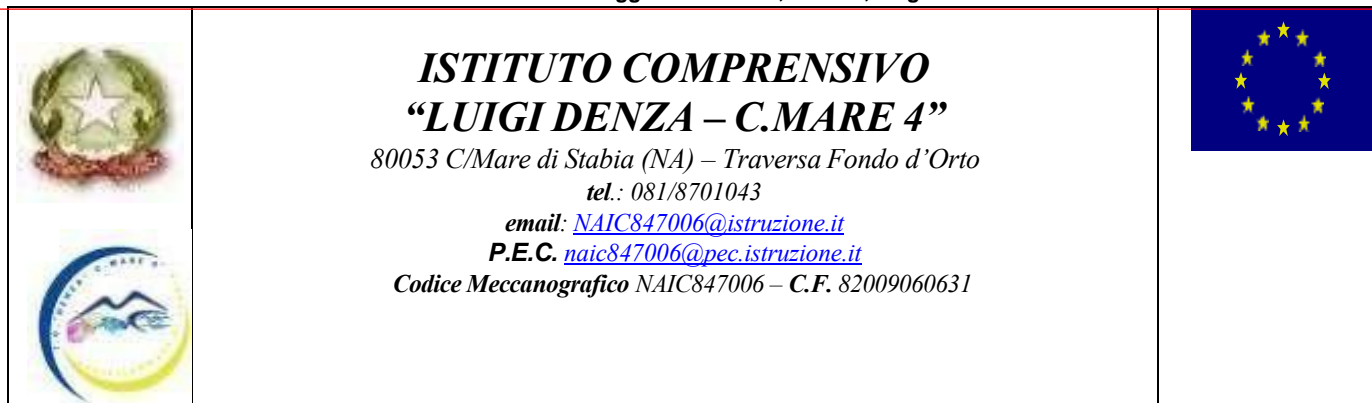 ISTITUTO COMPRENSIVO
“LUIGI DENZA – C.MARE 4”
80053 C/Mare di Stabia (NA) – Traversa Fondo d’Orto
tel.: 081/8701043
email: NAIC847006@istruzione.it
P.E.C. naic847006@pec.istruzione.it
Codice Meccanografico NAIC847006 – C.F. 82009060631